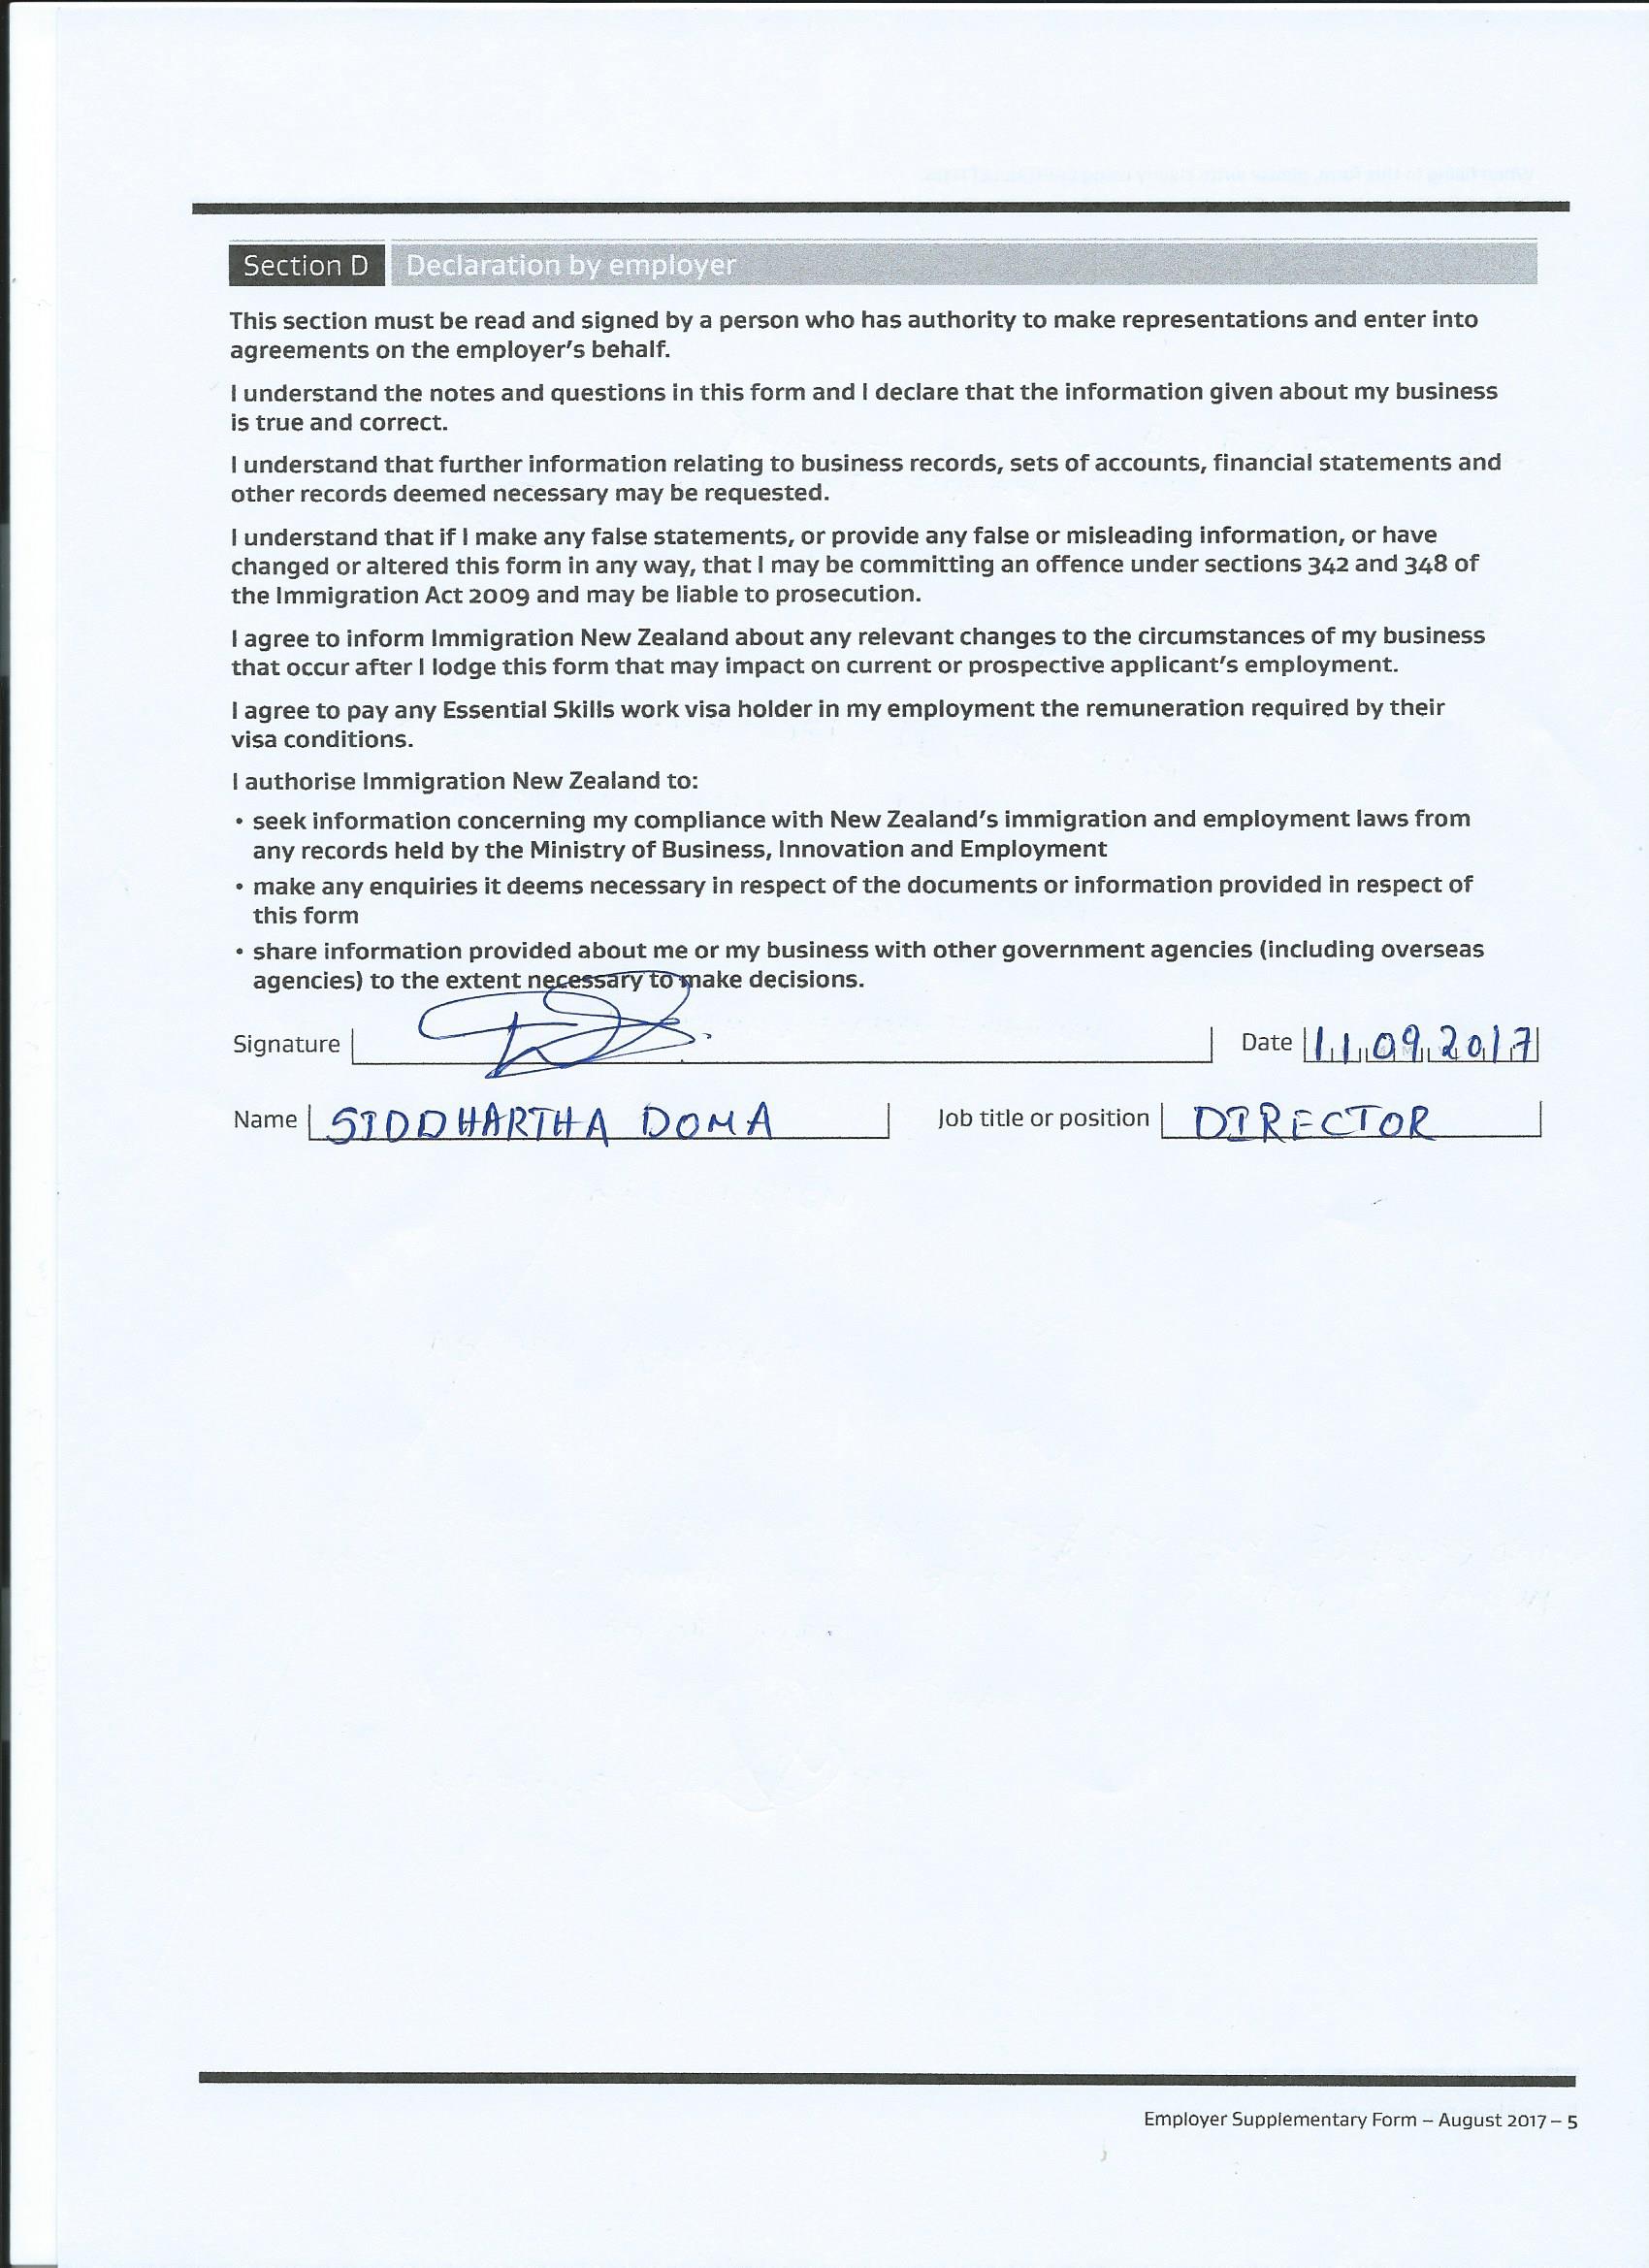 Section D Declaration by employer
This section must be read and signed by a person who has authority to make representations and enter into
agreements on the employer's behalf.
I understand the notes and questions in this form and I declare that the information given about my business
is true and correct.
I understand that further information relating to business records, sets of accounts, financial statements and
other records deemed necessary may be requested.
I understand that if I make any false statements, or provide any false or misleading information, or have
changed or altered this form in any way, that I may be committing an offence under sections 342 and 348 of
the Immigration Act 2009 and may be liable to prosecution.
I agree to inform Immigration New Zealand about any relevant changes to the circumstances of my business
that occur after I lodge this form that may impact on current or prospective applicant's employment.
I agree to pay any Essential Skills work visa holder in my employment the remuneration required by their
visa conditions.
I authorise Immigration New Zealand to:
• seek information concerning my compliance with New Zealand's immigration and employment laws from
any records held by the Ministry of Business, Innovation and Employment
• make any enquiries it deems necessary in respect of the documents or information provided in respect of
this form
• share information provided about me or my business with other government agencies (including overseas
agencies) to the extent necessary to make decisions.
Signature Date 11 09 2017
Name SIDDHARTHA DOMA Job title or position DIRECTOR
Employer Supplementary Form – August 2017 – 5